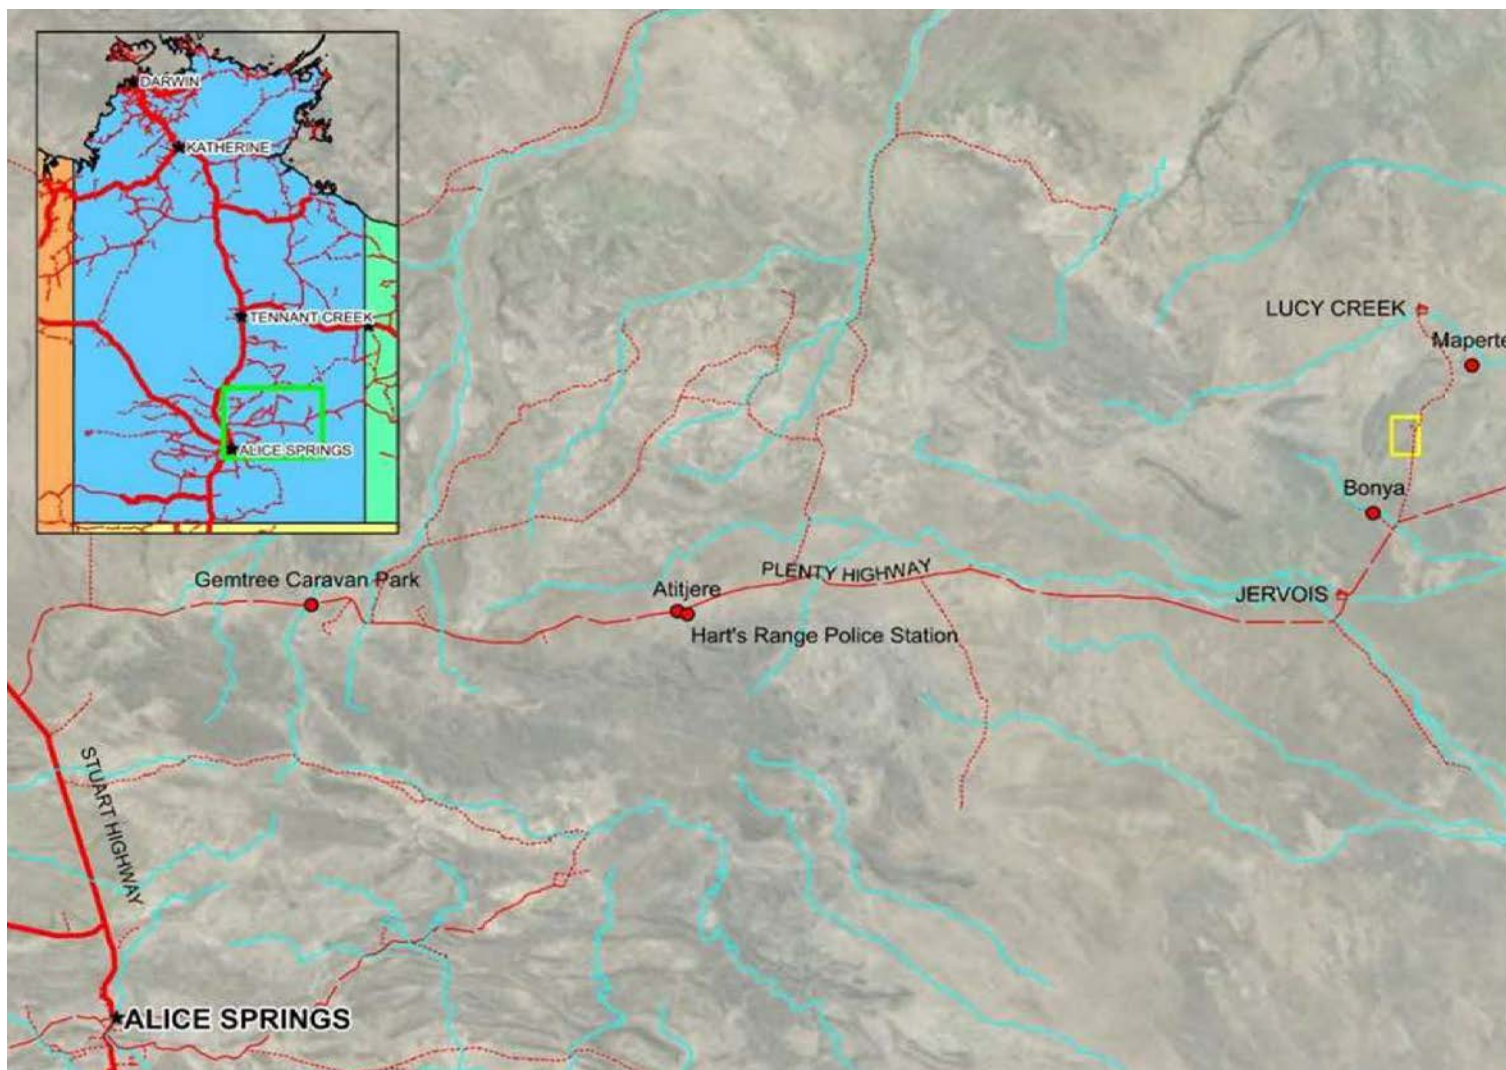 DARWIN
KATHERINE
TENNANT CREEK
ALICE SPRINGS
LUCY CREEK
Maperte
Bonya
Gemtree Caravan Park
Atitjere
PLENTY HIGHWAY
JERVOIS
Hart's Range Police Station
STUART HIGHWAY
ALICE SPRINGS